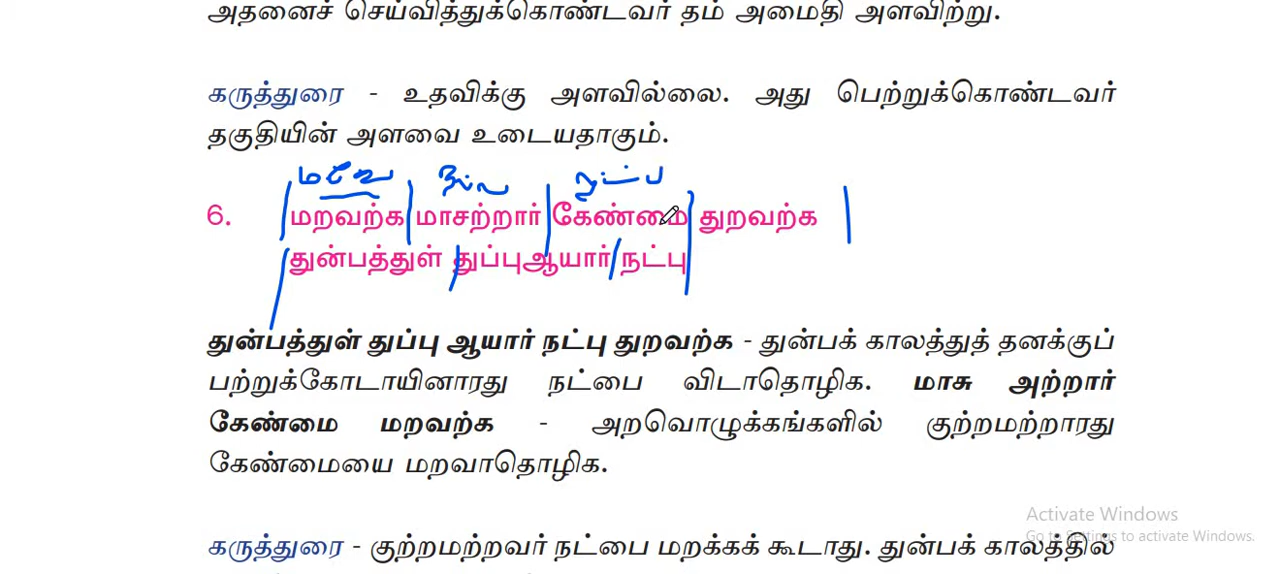 அதனைச் செய்வித்துக்கொண்டவர் தம் அமைதி அளவிற்று.
கருத்துரை - உதவிக்கு அளவில்லை. அது பெற்றுக்கொண்டவர்
தகுதியின் அளவை உடையதாகும்.
6. மறவற்க மாசற்றார் கேண்மை துறவற்க
துன்பத்துள் துப்புஆயார் நட்பு
துன்பத்துள் துப்பு ஆயார் நட்பு துறவற்க - துன்பக் காலத்துத் தனக்குப்
பற்றுக்கோடாயினாரது நட்பை விடாதொழிக. மாசு அற்றார்
கேண்மை மறவற்க - அறவொழுக்கங்களில் குற்றமற்றாரது
கேண்மையை மறவாதொழிக.
Activate Windows
Go to Settings to activate Windows.
கருத்துரை - குற்றமற்றவர் நட்பை மறக்கக் கூடாது. துன்பக் காலத்தில்